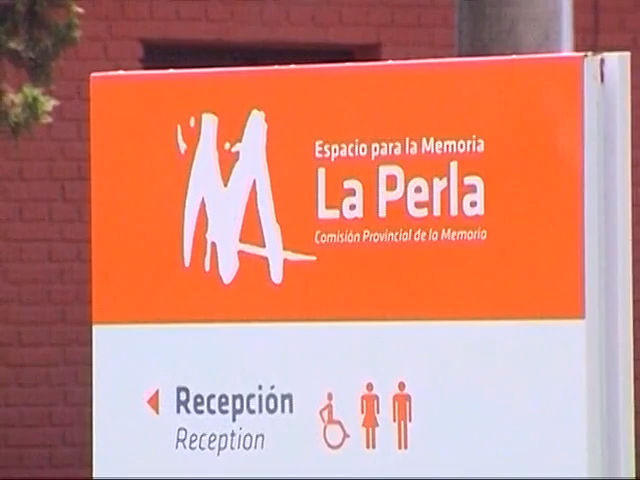 Espacio para la Memoria
La Perla
Comisión Provincial de la Memoria
Recepción
Reception